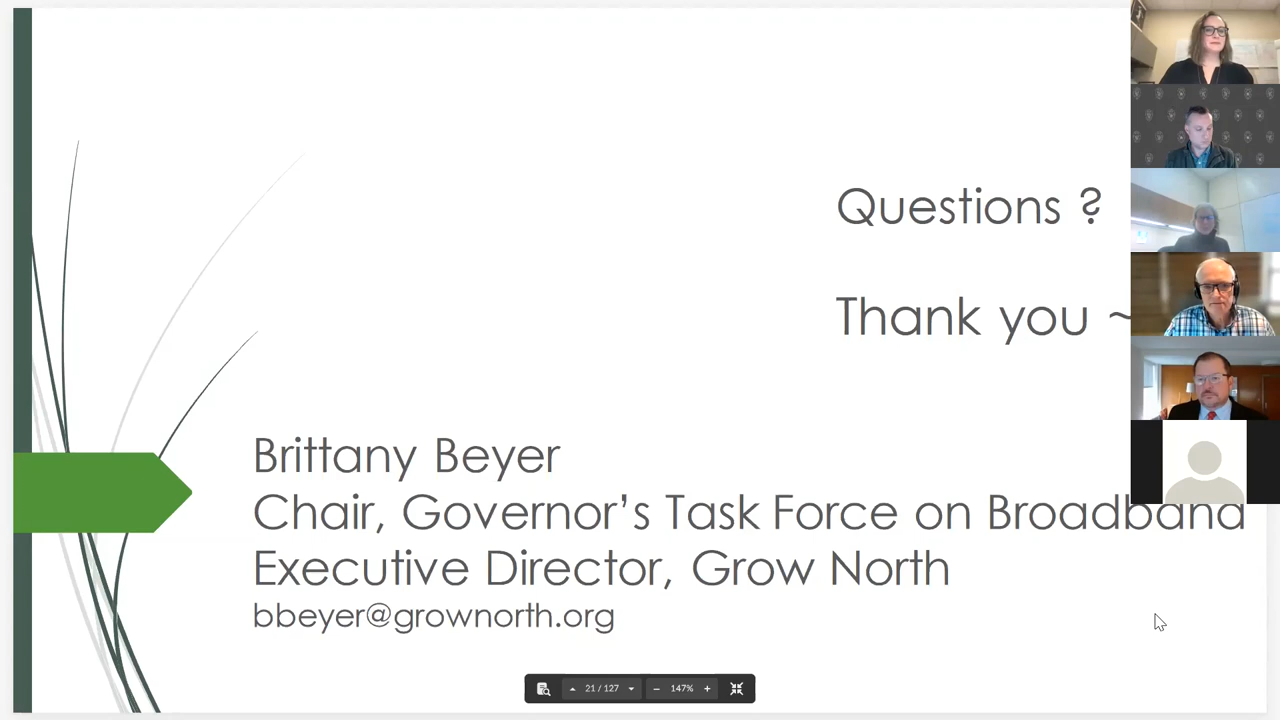 Questions ?
Thank you ~
Brittany Beyer
Chair, Governor's Task Force on Broadband
Executive Director, Grow North
bbeyer@grownorth.org
21 / 127
147%